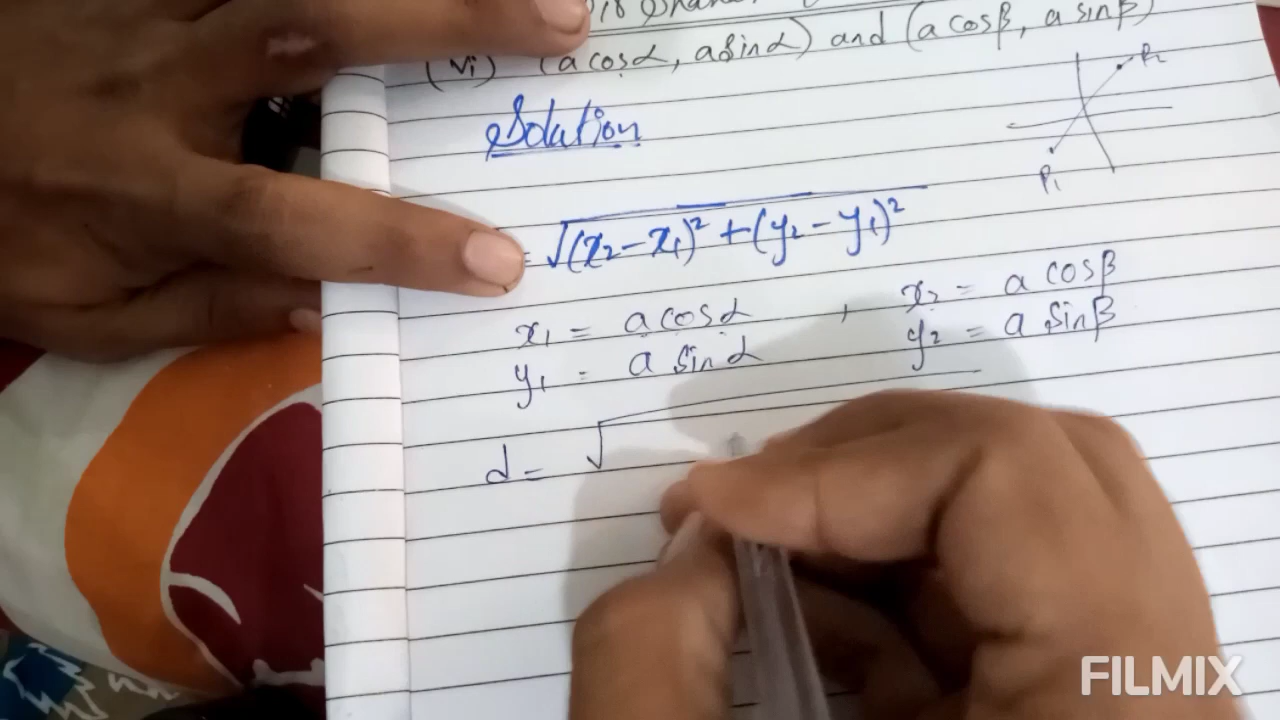 (vi) (a cosα, a sinα) and (a cosβ, a sinβ)
P₂
Solution
P₁
= √(x₂-x₁)² + (y₂-y₁)²
x₁ = a cosα , x₂ = a cosβ
y₁ = a sinα y₂ = a sinβ
d = √
FILMIX